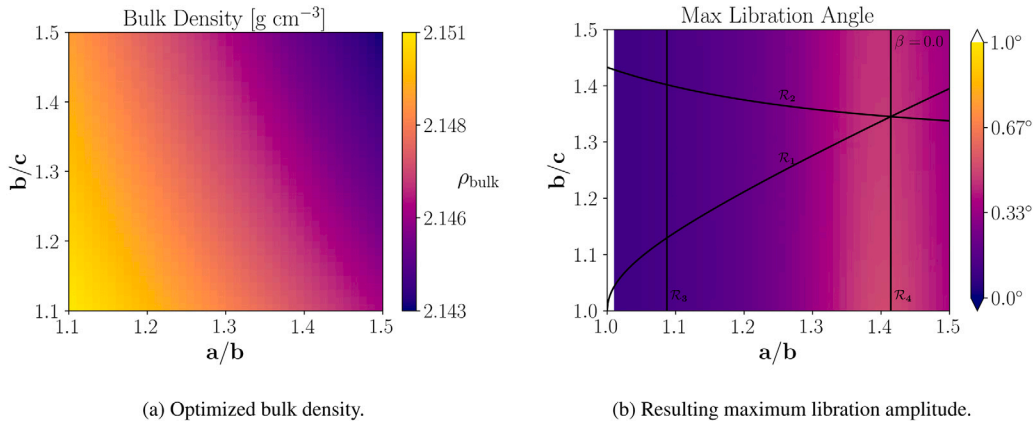 Bulk Density [g cm⁻³]
1.5
1.4
1.3
1.2
1.1
b/c
1.1
1.2
1.3
1.4
1.5
a/b
2.151
2.148
ρbulk
2.146
2.143
(a) Optimized bulk density.
Max Libration Angle
1.5
1.4
1.3
1.2
1.1
1.0
b/c
β = 0.0
R₂
R₁
R₃
R₄
1.0
1.1
1.2
1.3
1.4
1.5
a/b
1.0°
0.67°
0.33°
0.0°
(b) Resulting maximum libration amplitude.